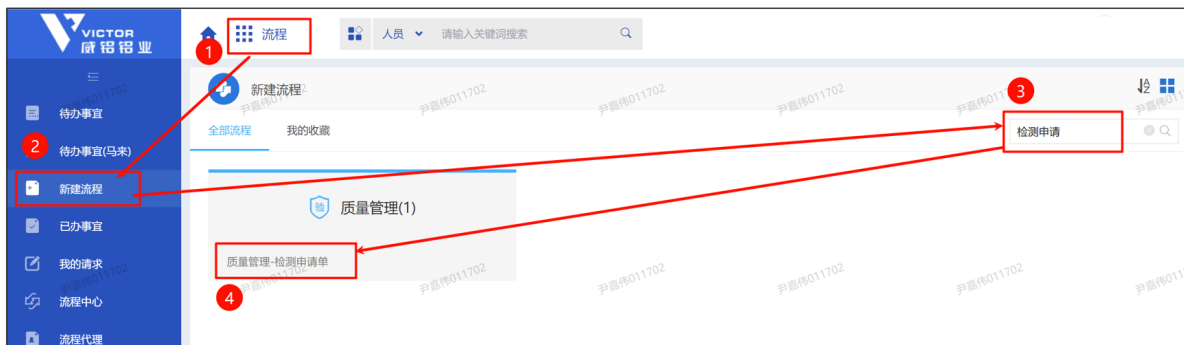 VICTOR
威铝铝业
1
流程
人员
请输入关键词搜索
新建流程
3
待办事宜
全部流程
我的收藏
检测申请
2
待办事宜(马来)
新建流程
质量管理(1)
已办事宜
我的请求
质量管理-检测申请单
4
流程中心
流程代理
尹嘉伟011702